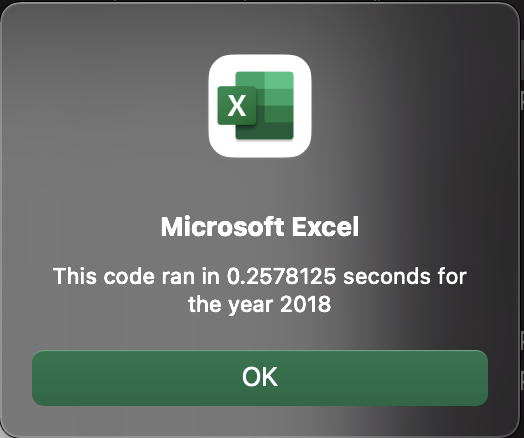 X
Microsoft Excel
This code ran in 0.2578125 seconds for
the year 2018
OK